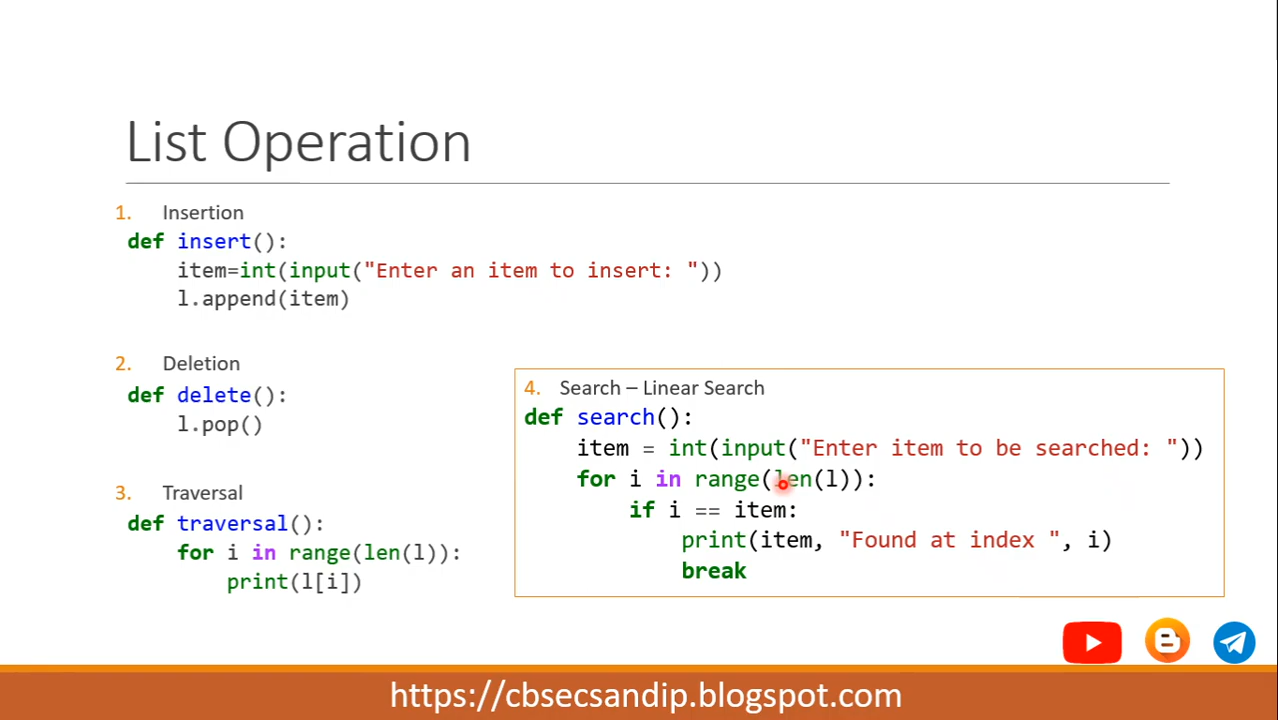 List Operation
1. Insertion
def insert():
    item=int(input("Enter an item to insert: "))
    l.append(item)
2. Deletion
def delete():
    l.pop()
3. Traversal
def traversal():
    for i in range(len(l)):
        print(l[i])
4. Search – Linear Search
def search():
    item = int(input("Enter item to be searched: "))
    for i in range(len(l)):
        if i == item:
            print(item, "Found at index ", i)
            break
https://cbsecsandip.blogspot.com